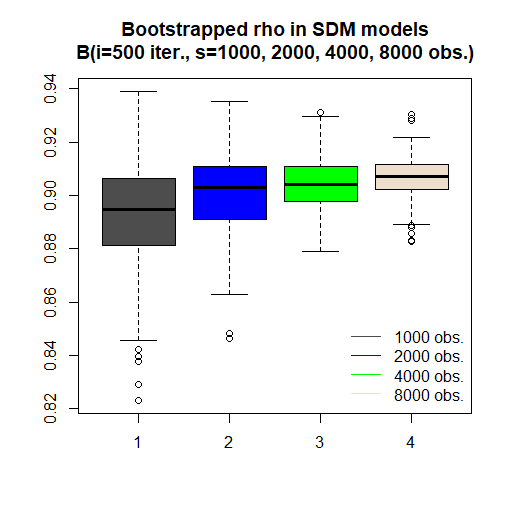 Bootstrapped rho in SDM models
B(i=500 iter., s=1000, 2000, 4000, 8000 obs.)
0.94
0.92
0.90
0.88
0.86
0.84
0.82
1000 obs.
2000 obs.
4000 obs.
8000 obs.
1 2 3 4